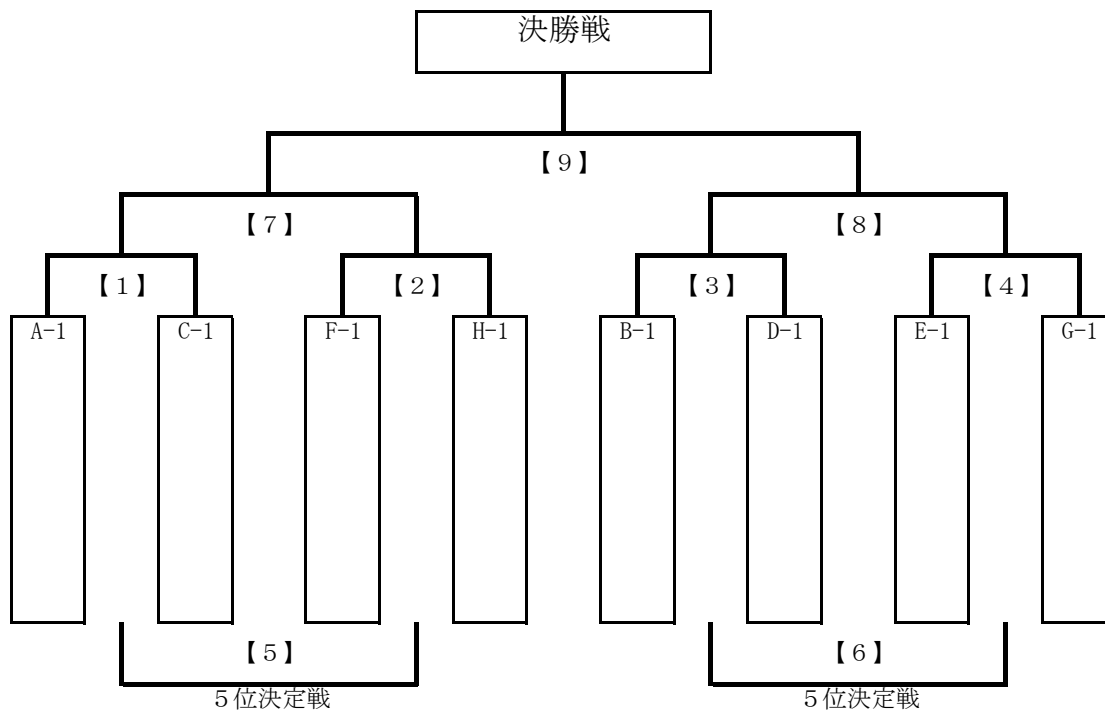 決勝戦
【９】
【７】
【８】
【１】
【２】
【３】
【４】
A-1
C-1
F-1
H-1
B-1
D-1
E-1
G-1
【５】
【６】
５位決定戦
５位決定戦